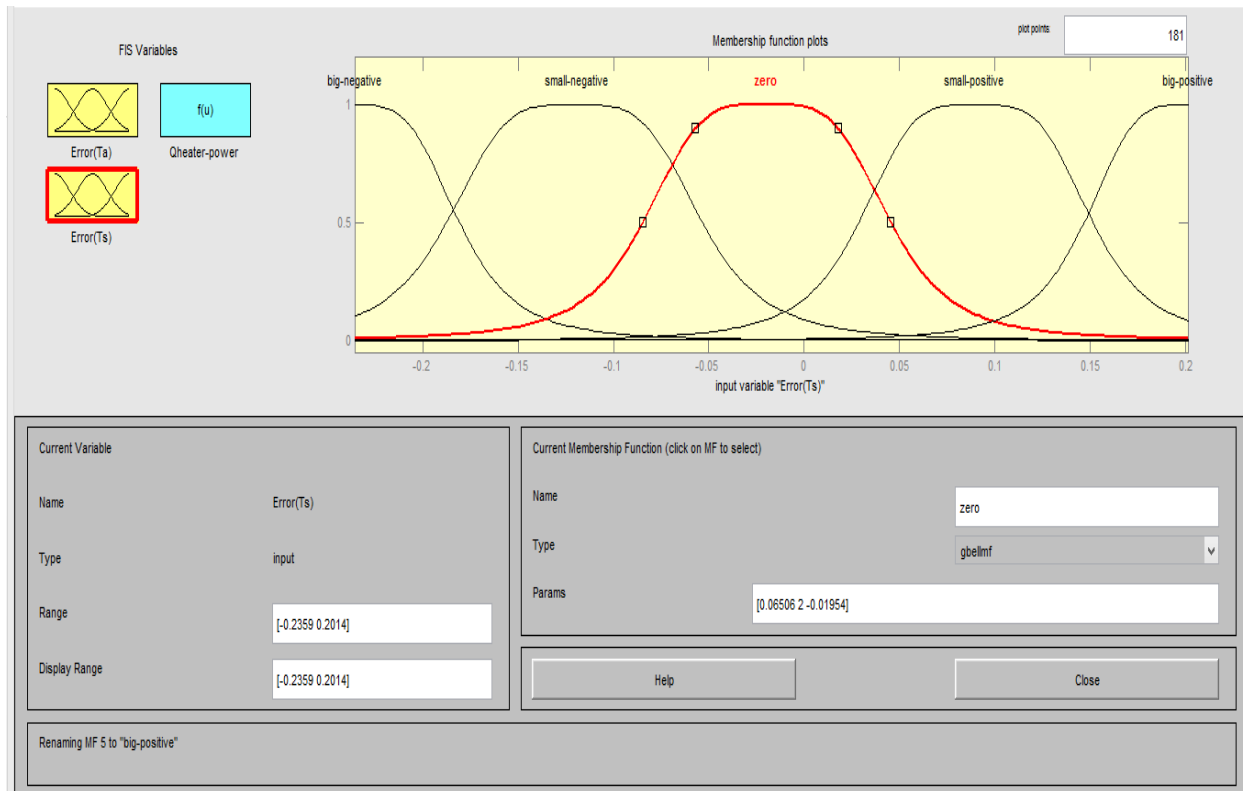 FIS Variables
Membership function plots
plot points:
181
f(u)
Error(Ta)
Qheater-power
Error(Ts)
big-negative
small-negative
zero
small-positive
big-positive
1
0.5
0
-0.2
-0.15
-0.1
-0.05
0
0.05
0.1
0.15
0.2
input variable "Error(Ts)"
Current Variable
Name
Error(Ts)
Type
input
Range
[-0.2359 0.2014]
Display Range
[-0.2359 0.2014]
Current Membership Function (click on MF to select)
Name
zero
Type
gbellmf
Params
[0.06506 2 -0.01954]
Help
Close
Renaming MF 5 to "big-positive"